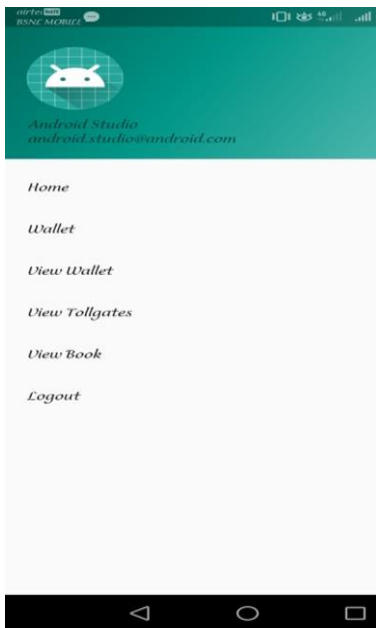 airtel
BSNL MOBILE
Android Studio
android.studio@android.com
Home
Wallet
View Wallet
View Tollgates
View Book
Logout